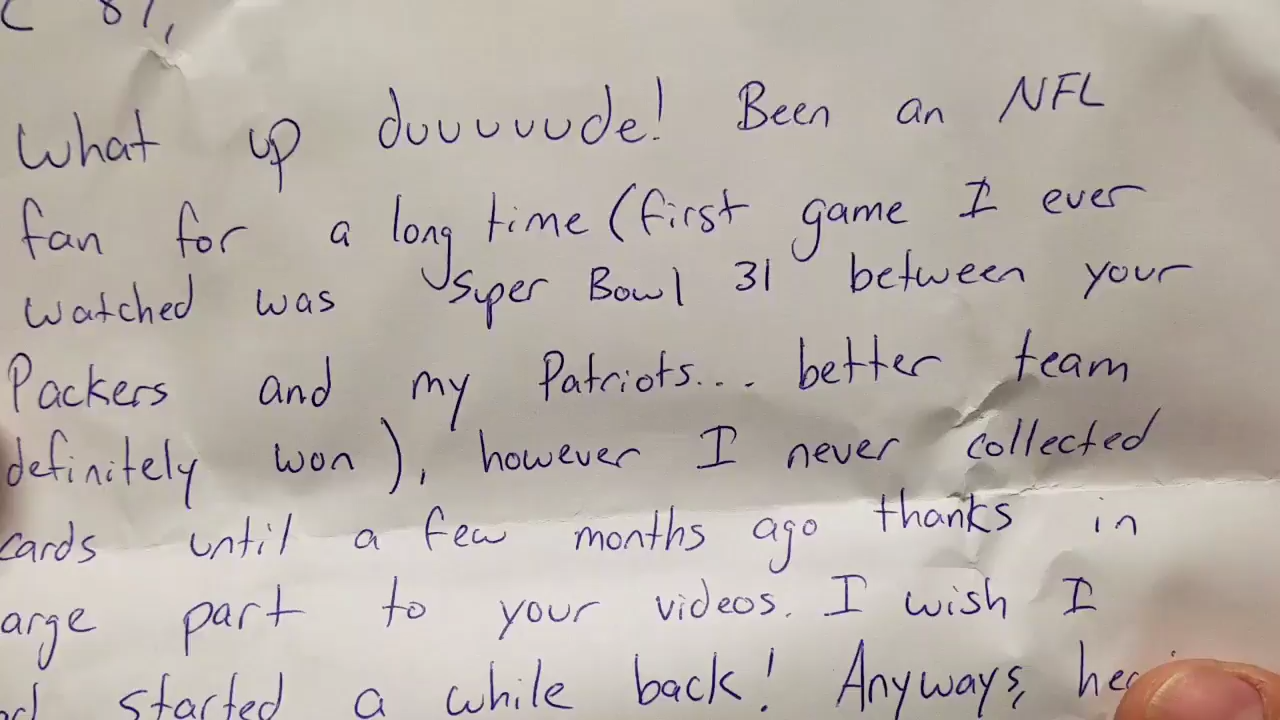 What up duuuuude! Been an NFL
fan for a long time (first game I ever
watched was Super Bowl 31 between your
Packers and my Patriots... better team
definitely won), however I never collected
cards until a few months ago thanks in
arge part to your videos. I wish I
started a while back! Anyways,